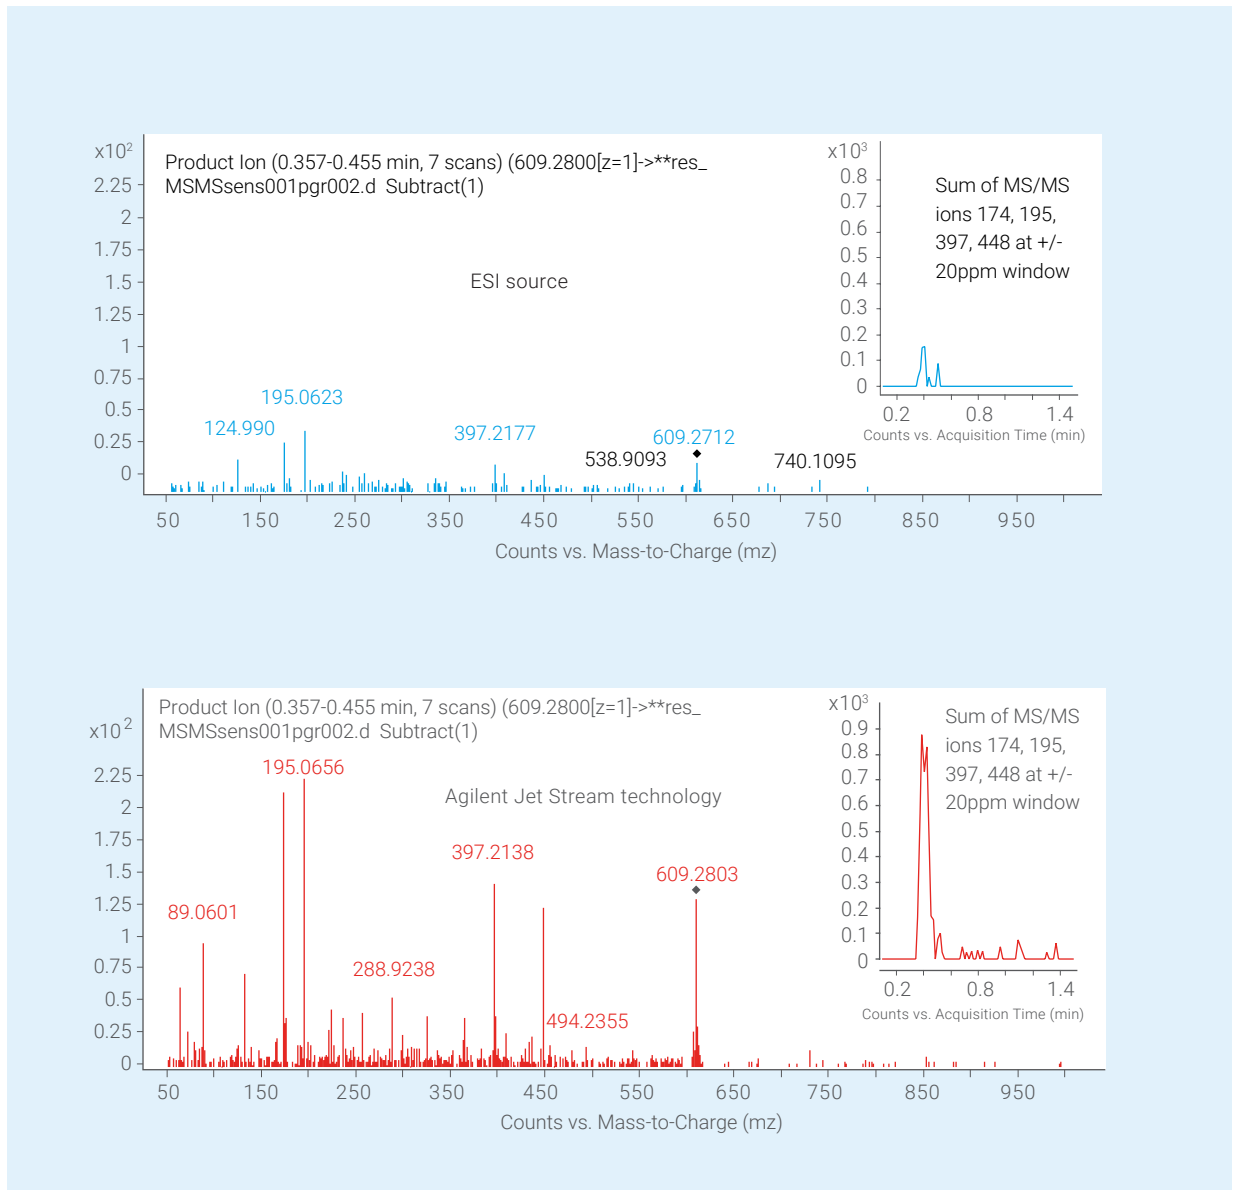 x10²
Product Ion (0.357-0.455 min, 7 scans) (609.2800[z=1]->**res_
MSMSsens001pgr002.d Subtract(1)
2.25
2
1.75
1.5
1.25
1
0.75
0.5
0.25
0
ESI source
124.990
195.0623
397.2177
538.9093
609.2712
740.1095
50 150 250 350 450 550 650 750 850 950
Counts vs. Mass-to-Charge (mz)
x10³
0.8
0.7
0.6
0.5
0.4
0.3
0.2
0.1
0
Sum of MS/MS
ions 174, 195,
397, 448 at +/-
20ppm window
0.2 0.8 1.4
Counts vs. Acquisition Time (min)
x10²
Product Ion (0.357-0.455 min, 7 scans) (609.2800[z=1]->**res_
MSMSsens001pgr002.d Subtract(1)
2.25
2
1.75
1.5
1.25
1
0.75
0.5
0.25
0
Agilent Jet Stream technology
89.0601
195.0656
288.9238
397.2138
494.2355
609.2803
50 150 250 350 450 550 650 750 850 950
Counts vs. Mass-to-Charge (mz)
x10³
0.9
0.8
0.7
0.6
0.5
0.4
0.3
0.2
0.1
0
Sum of MS/MS
ions 174, 195,
397, 448 at +/-
20ppm window
0.2 0.8 1.4
Counts vs. Acquisition Time (min)